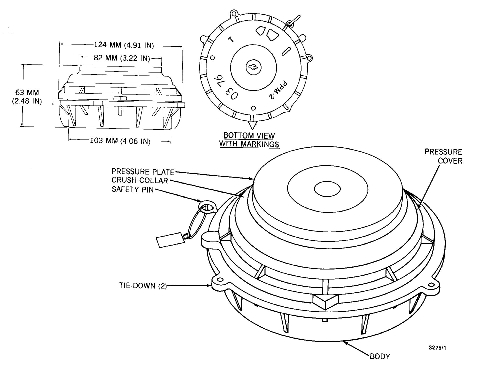 124 MM (4.91 IN)
82 MM (3.22 IN)
63 MM
(2.48 IN)
103 MM (4.06 IN)
T
03 76
PPM-2
BOTTOM VIEW
WITH MARKINGS
PRESSURE PLATE
CRUSH COLLAR
SAFETY PIN
PRESSURE
COVER
TIE-DOWN (2)
BODY